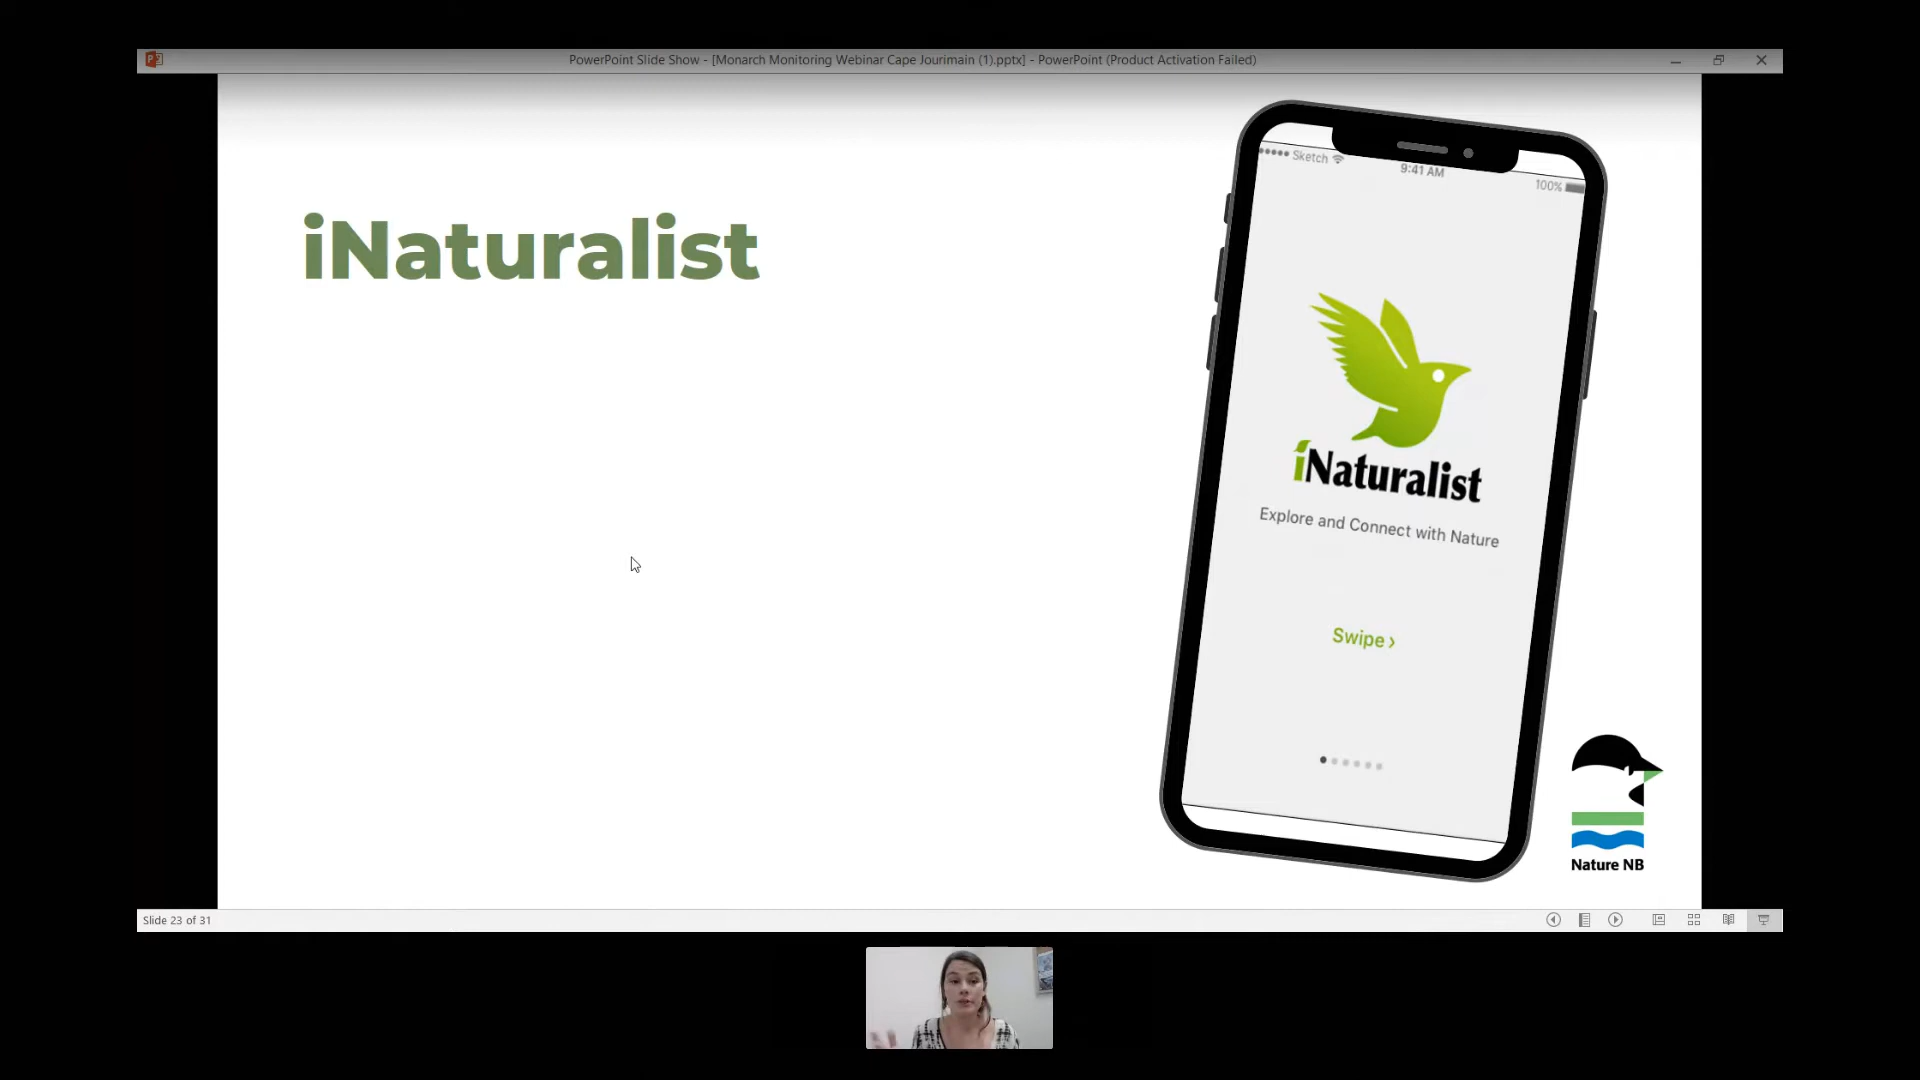 PowerPoint Slide Show - [Monarch Monitoring Webinar Cape Jourimain (1).pptx] - PowerPoint (Product Activation Failed)
iNaturalist
Sketch
9:41 AM
100%
iNaturalist
Explore and Connect with Nature
Swipe ›
Nature NB
Slide 23 of 31